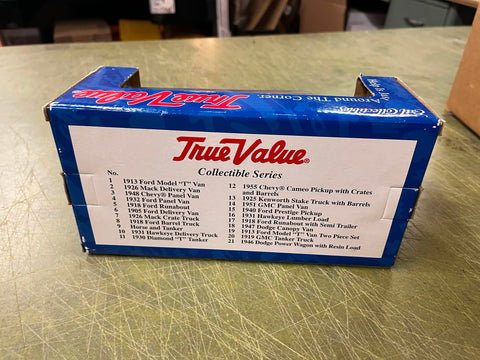 Ertl Collectibles
Around The Corner
Just Ask
True Value
True Value®
Collectible Series
No.
1 1913 Ford Model "T" Van
2 1926 Mack Delivery Van
3 1948 Chevy® Panel Van
4 1932 Ford Panel Van
5 1918 Ford Runabout
6 1905 Ford Delivery Van
7 1926 Mack Crate Truck
8 1918 Ford Runabout
9 Horse and Tanker
10 1931 Hawkeye Delivery Truck
11 1930 Diamond "T" Tanker
12 1955 Chevy® Cameo Pickup with Crates
and Barrels
13 1925 Kenworth Stake Truck with Barrels
14 1951 GMC Panel Van
15 1940 Ford Prestige Pickup
16 1931 Hawkeye Lumber Load
17 1918 Ford Runabout with Semi Trailer
18 1947 Dodge Canopy Van
19 1913 Ford Model "T" Van Two Piece Set
20 1919 GMC Tanker Truck
21 1946 Dodge Power Wagon with Resin Load